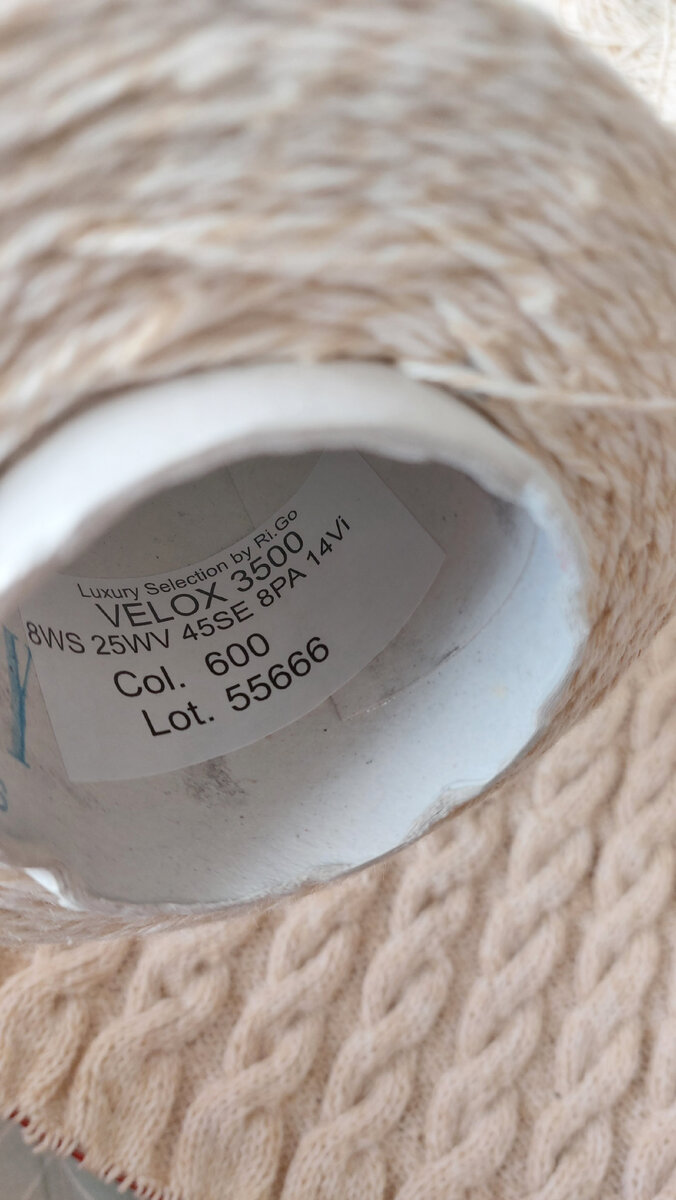 Luxury Selection by Ri.Go
VELOX 3500
8WS 25WV 45SE 8PA 14Vi
Col. 600
Lot. 55666